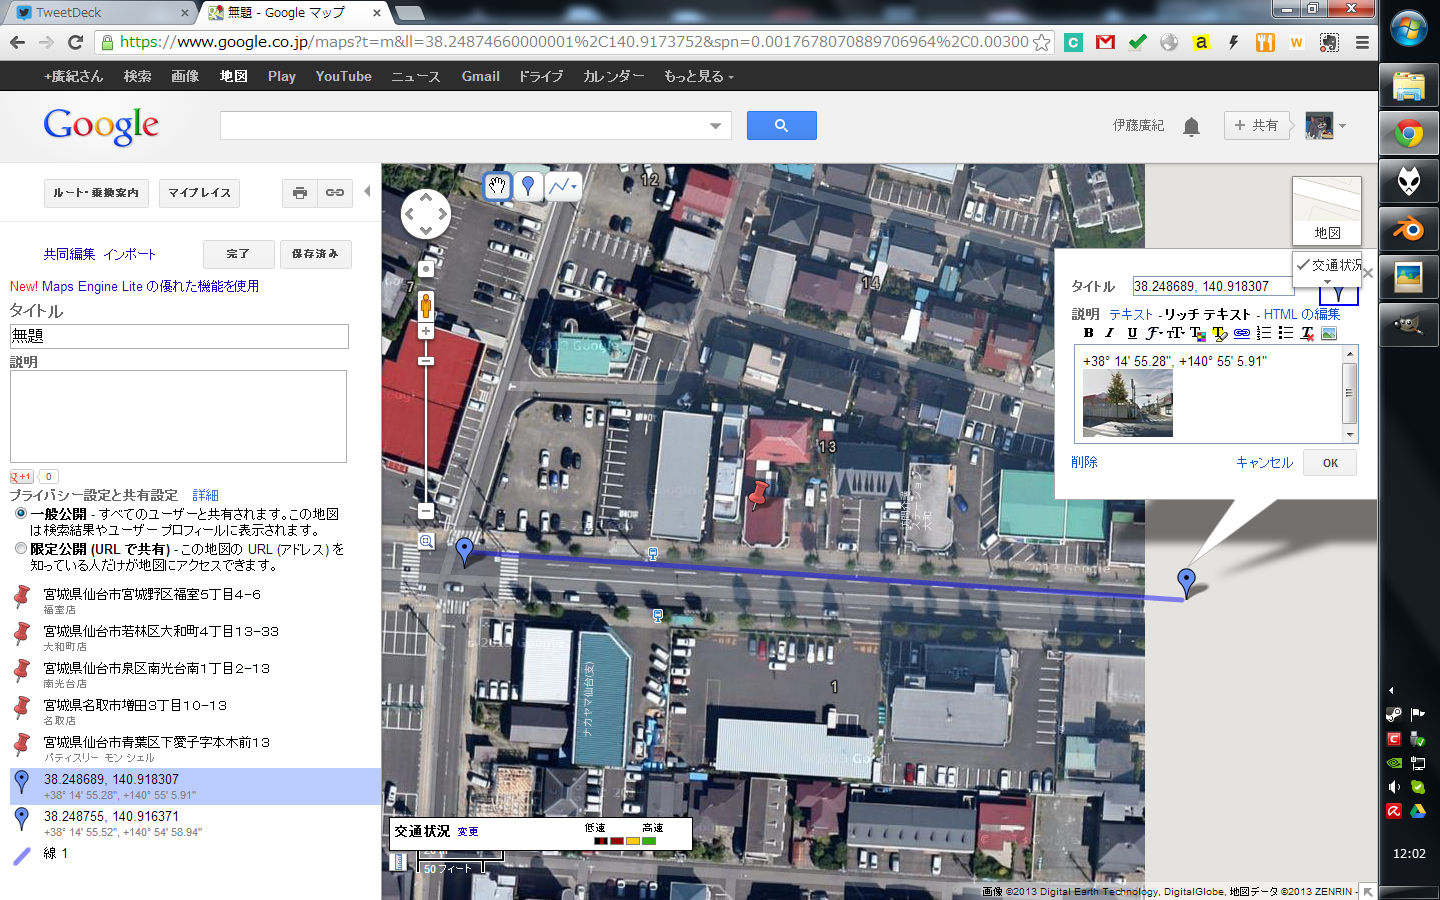 TweetDeck
無題 - Google マップ
https://www.google.co.jp/maps?t=m&ll=38.24874660000001%2C140.9173752&spn=0.0017678070889706964%2C0.00300
+廣紀さん 検索 画像 地図 Play YouTube ニュース Gmail ドライブ カレンダー もっと見る
Google
伊藤廣紀
+ 共有
ルート・乗換案内 マイプレイス
共同編集 インポート 完了 保存済み
New! Maps Engine Lite の優れた機能を使用
タイトル
無題
説明
+1 0
プライバシー設定と共有設定 詳細
一般公開 - すべてのユーザーと共有されます。この地図
は検索結果やユーザー プロフィールに表示されます。
限定公開 (URL で共有) - この地図の URL (アドレス) を
知っている人だけが地図にアクセスできます。
宮城県仙台市宮城野区福室5丁目4-6
福室店
宮城県仙台市若林区大和町4丁目13-33
大和町店
宮城県仙台市泉区南光台南1丁目2-13
南光台店
宮城県名取市増田3丁目10-13
名取店
宮城県仙台市青葉区下愛子字本木前13
パティスリー モン シェル
38.248689, 140.918307
+38° 14' 55.28", +140° 55' 5.91"
38.248755, 140.916371
+38° 14' 55.52", +140° 54' 58.94"
線 1
12
14
7
13
1
ナカヤマ仙台(支)
地図
交通状況
タイトル 38.248689, 140.918307
説明 テキスト - リッチ テキスト - HTML の編集
B I U
+38° 14' 55.28", +140° 55' 5.91"
削除 キャンセル OK
交通状況 変更 低速 高速
50 フィート
画像 ©2013 Digital Earth Technology, DigitalGlobe, 地図データ ©2013 ZENRIN -
12:02